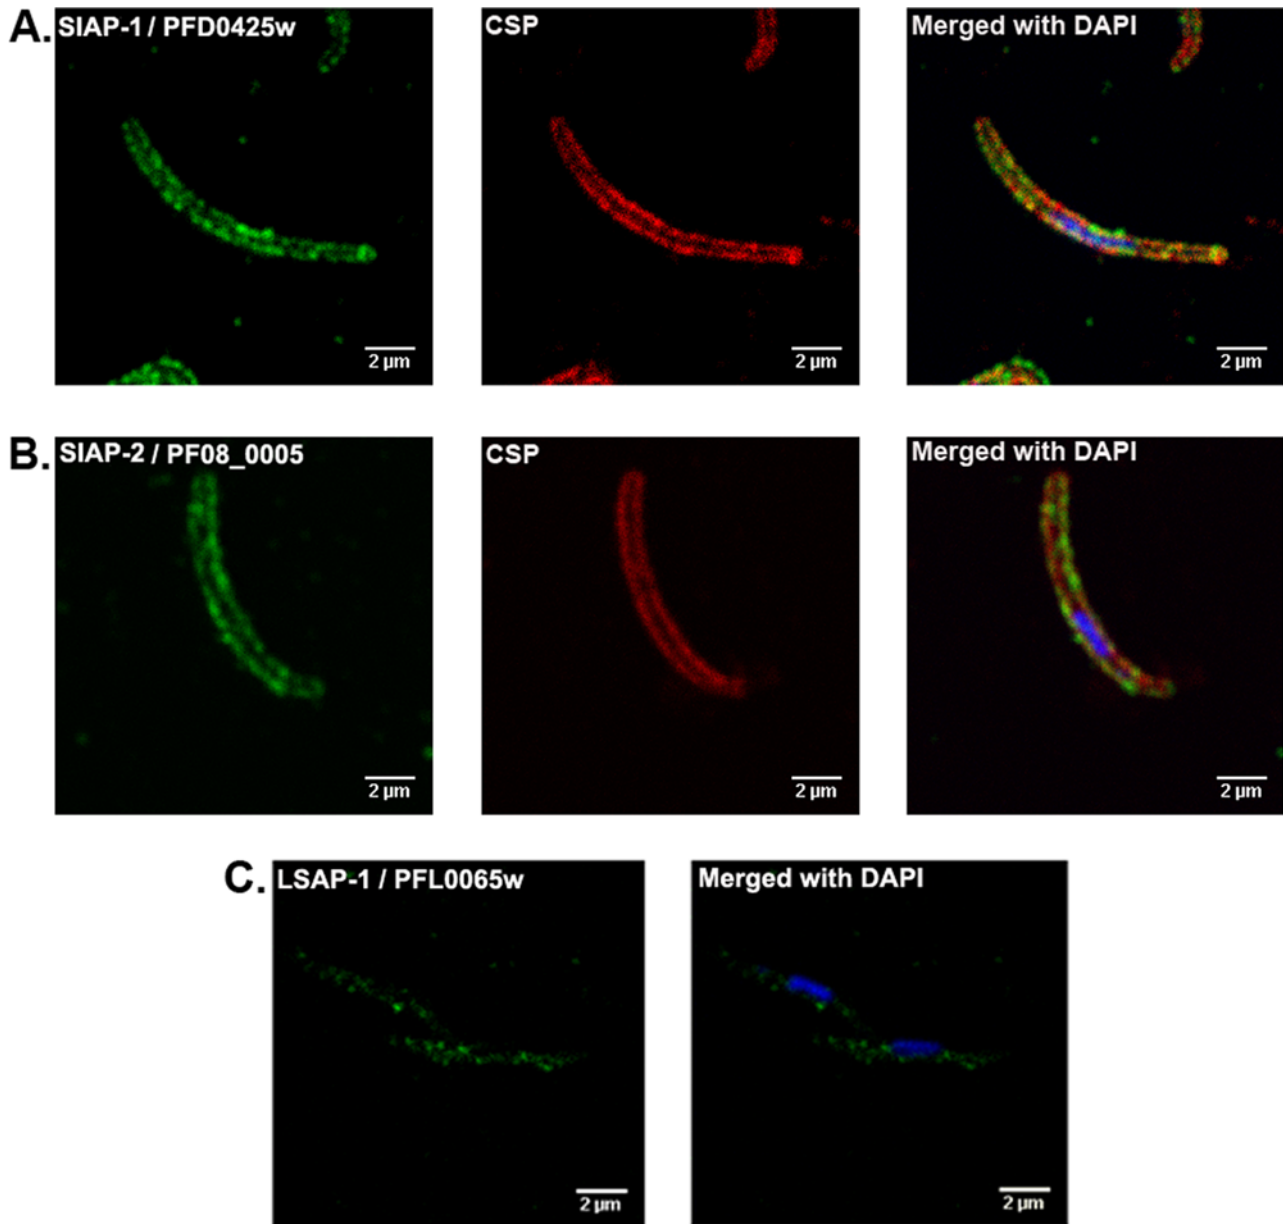 A. SIAP-1 / PFD0425w CSP Merged with DAPI
2 µm 2 µm 2 µm
B. SIAP-2 / PF08_0005 CSP Merged with DAPI
2 µm 2 µm 2 µm
C. LSAP-1 / PFL0065w Merged with DAPI
2 µm 2 µm